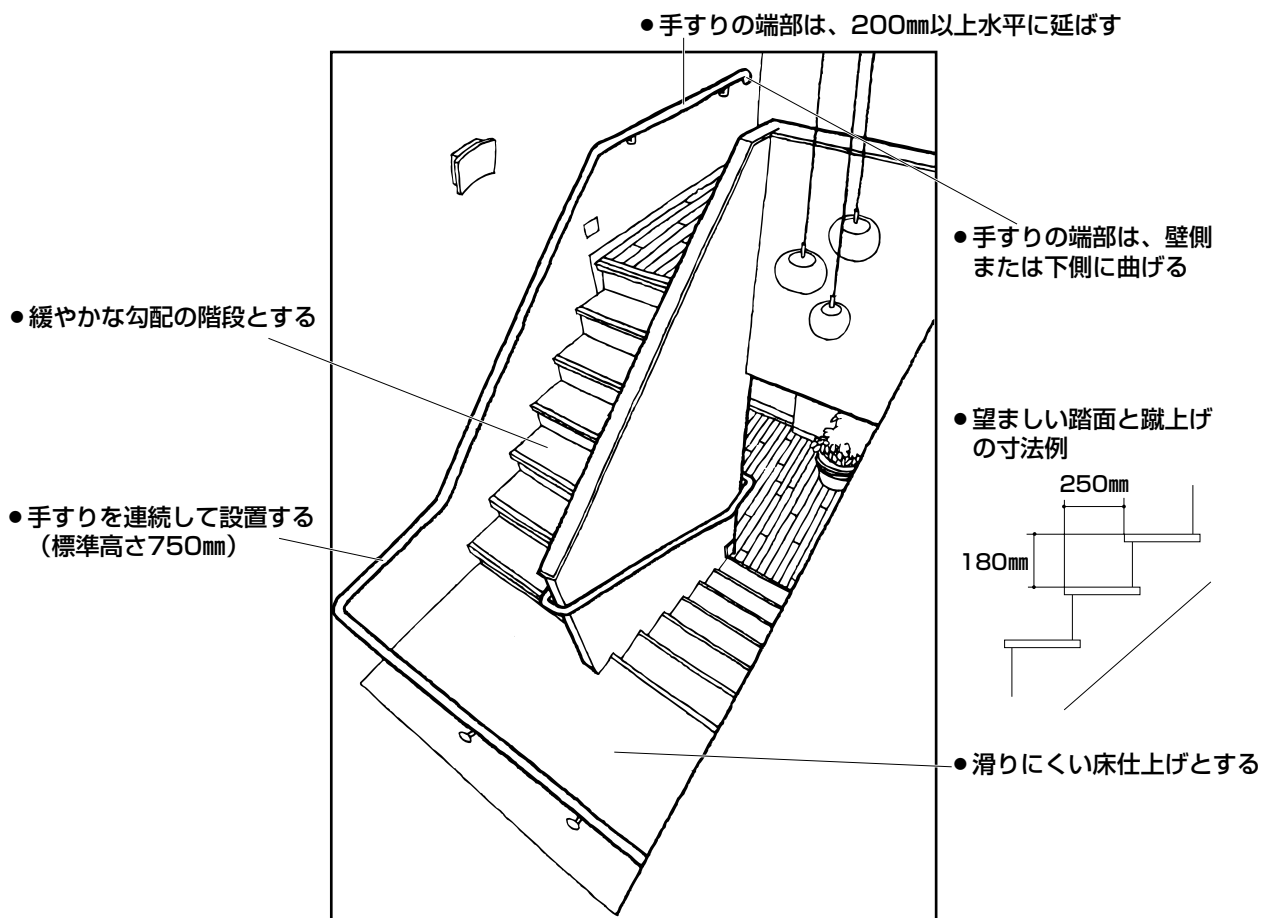 ●手すりの端部は、200㎜以上水平に延ばす
●手すりの端部は、壁側
または下側に曲げる
●緩やかな勾配の階段とする
●望ましい踏面と蹴上げ
の寸法例
250㎜
180㎜
●手すりを連続して設置する
（標準高さ750㎜）
●滑りにくい床仕上げとする